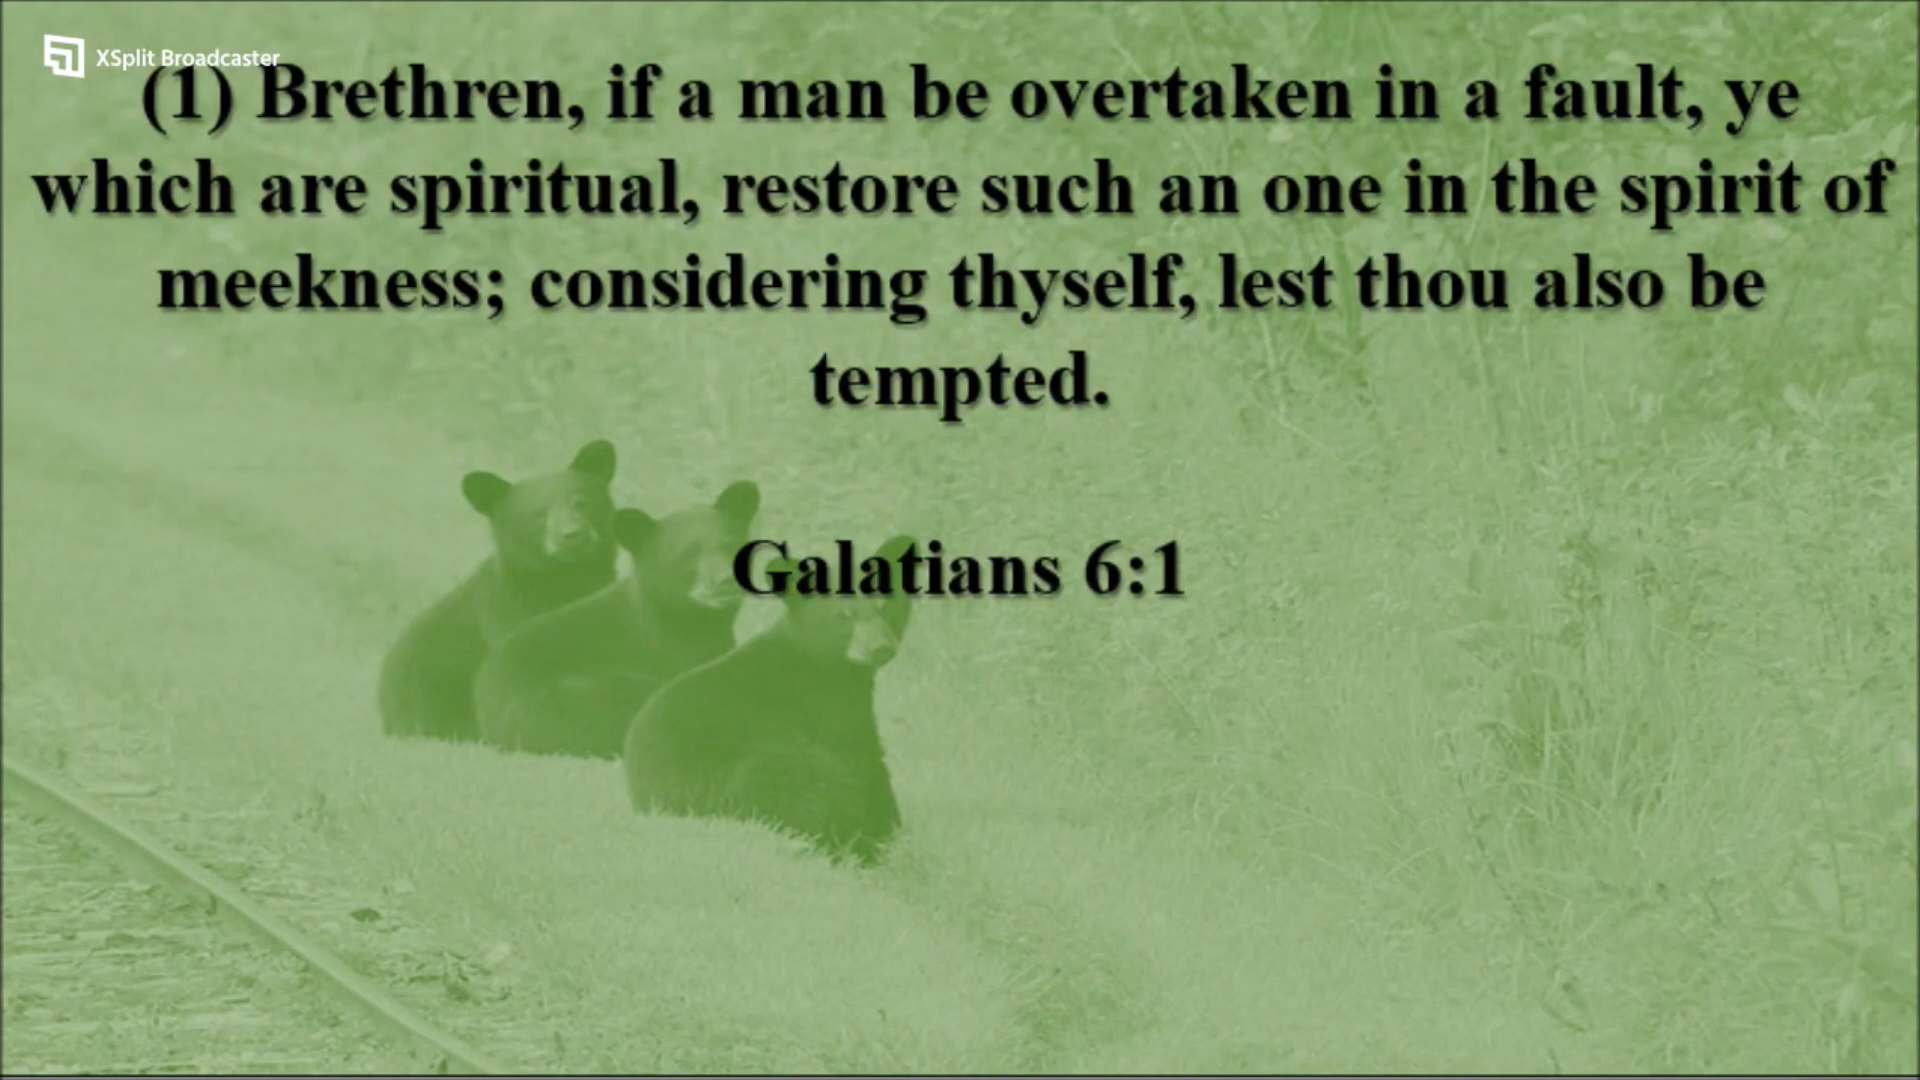 XSplit Broadcaster
(1) Brethren, if a man be overtaken in a fault, ye
which are spiritual, restore such an one in the spirit of
meekness; considering thyself, lest thou also be
tempted.
Galatians 6:1